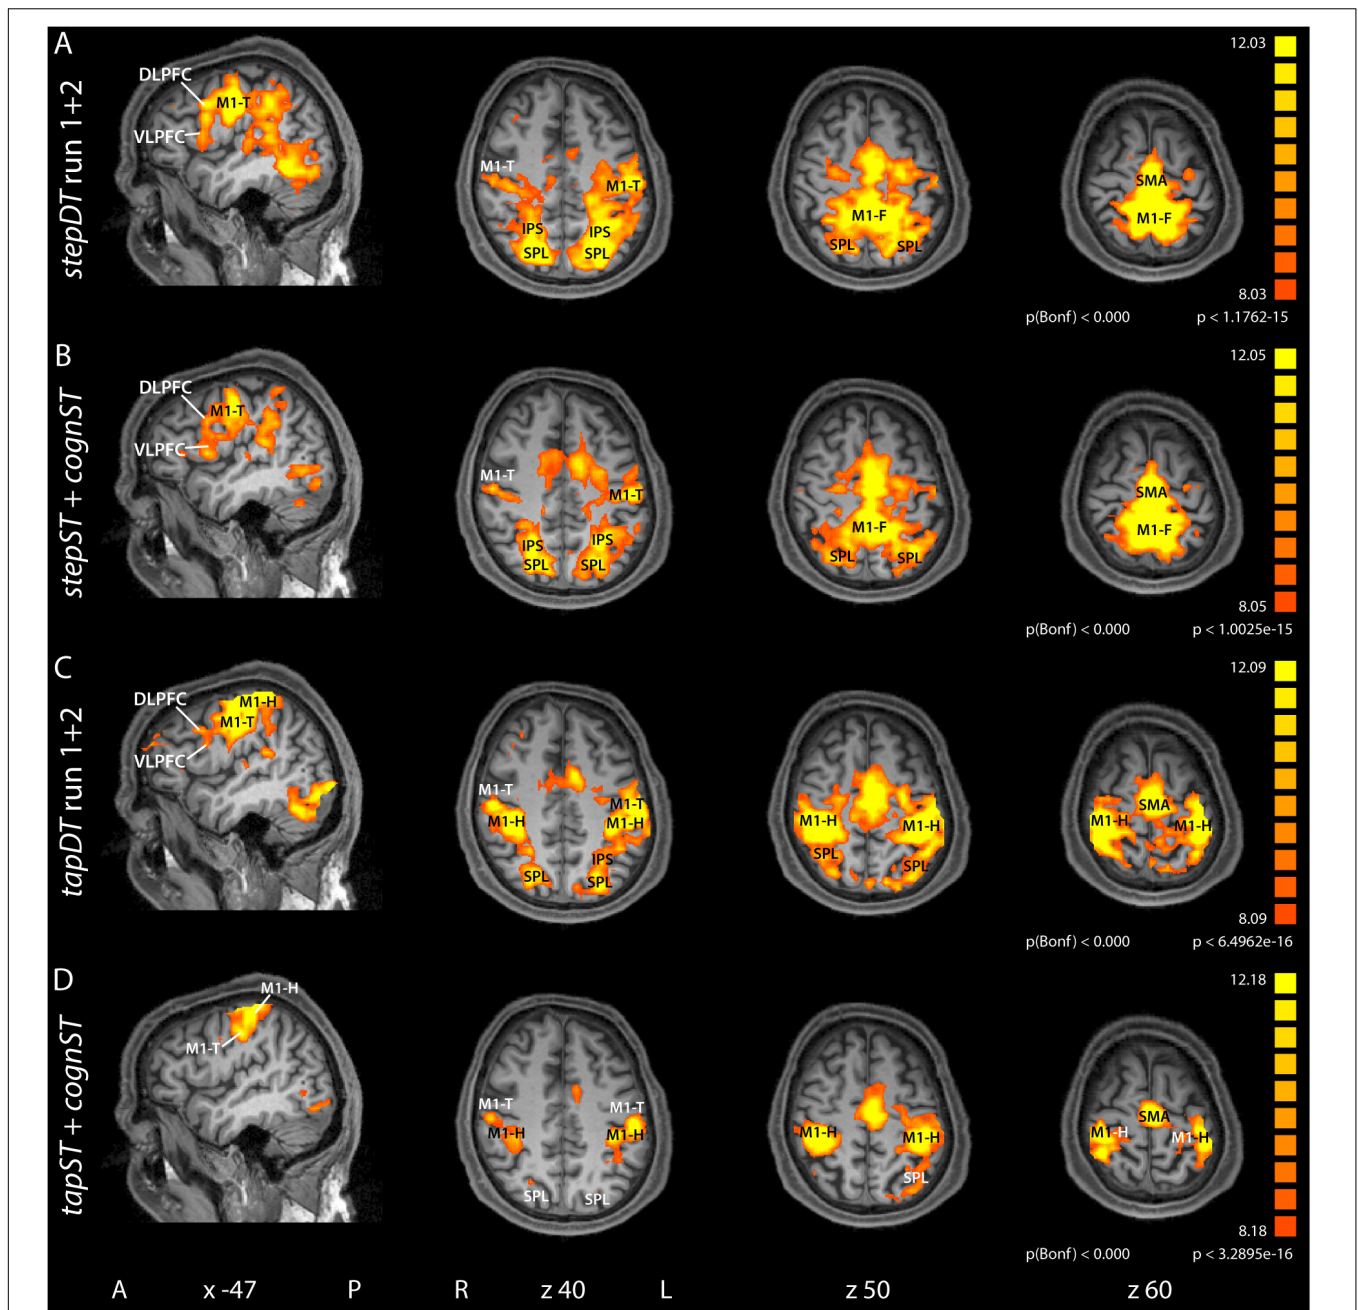 A
stepDT run 1+2
DLPFC
M1-T
VLPFC
M1-T
M1-T
IPS
IPS
SPL
SPL
M1-F
SPL
SPL
SMA
M1-F
12.03
8.03
p(Bonf) < 0.000 p < 1.1762-15
B
stepST + cognST
DLPFC
M1-T
VLPFC
M1-T
M1-T
IPS
IPS
SPL
SPL
M1-F
SPL
SPL
SMA
M1-F
12.05
8.05
p(Bonf) < 0.000 p < 1.0025e-15
C
tapDT run 1+2
DLPFC
M1-H
M1-T
VLPFC
M1-T
M1-T
M1-H
M1-H
IPS
SPL
SPL
M1-H
M1-H
SPL
SPL
SMA
M1-H
M1-H
12.09
8.09
p(Bonf) < 0.000 p < 6.4962e-16
D
tapST + cognST
M1-H
M1-T
M1-T
M1-T
M1-H
M1-H
SPL
SPL
M1-H
M1-H
SPL
SMA
M1-H
M1-H
12.18
8.18
p(Bonf) < 0.000 p < 3.2895e-16
A x -47 P R z 40 L z 50 z 60